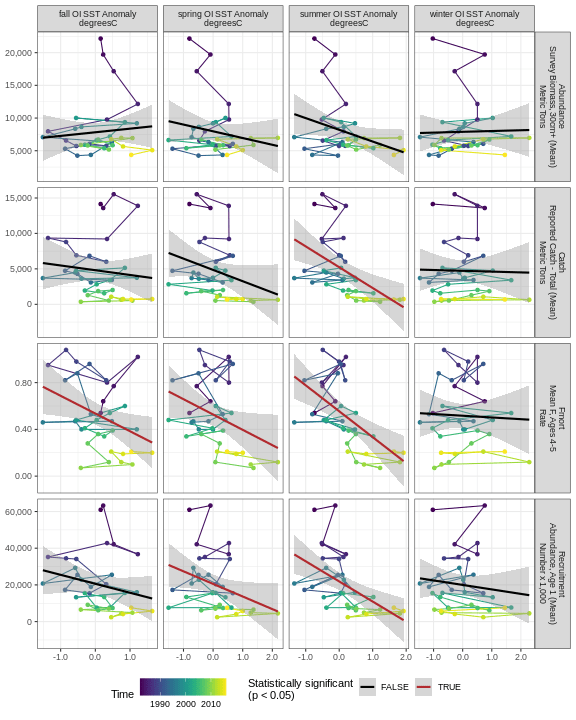 fall OI SST Anomaly
degreesC
spring OI SST Anomaly
degreesC
summer OI SST Anomaly
degreesC
winter OI SST Anomaly
degreesC
20,000
15,000
10,000
5,000
Abundance
Survey Biomass, 30cm+ (Mean)
Metric Tons
15,000
10,000
5,000
0
Catch
Reported Catch - Total (Mean)
Metric Tons
0.80
0.40
0.00
Fmort
Mean F, Ages 4-5
Rate
60,000
40,000
20,000
0
Recruitment
Abundance, Age 1 (Mean)
Number x 1,000
-1.0 0.0 1.0
-1.0 0.0 1.0 2.0
-1.0 0.0 1.0 2.0
-1.0 0.0 1.0 2.0
Time
1990 2000 2010
Statistically significant
(p < 0.05)
FALSE
TRUE